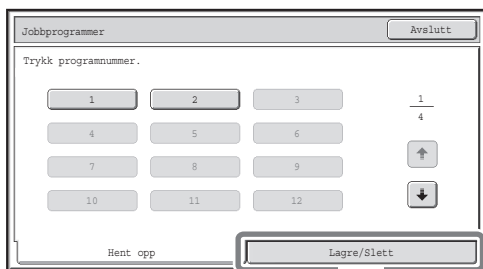 Jobbprogrammer Avslutt
Trykk programnummer.
1 2 3
1
4
4 5 6
7 8 9
10 11 12
Hent opp Lagre/Slett